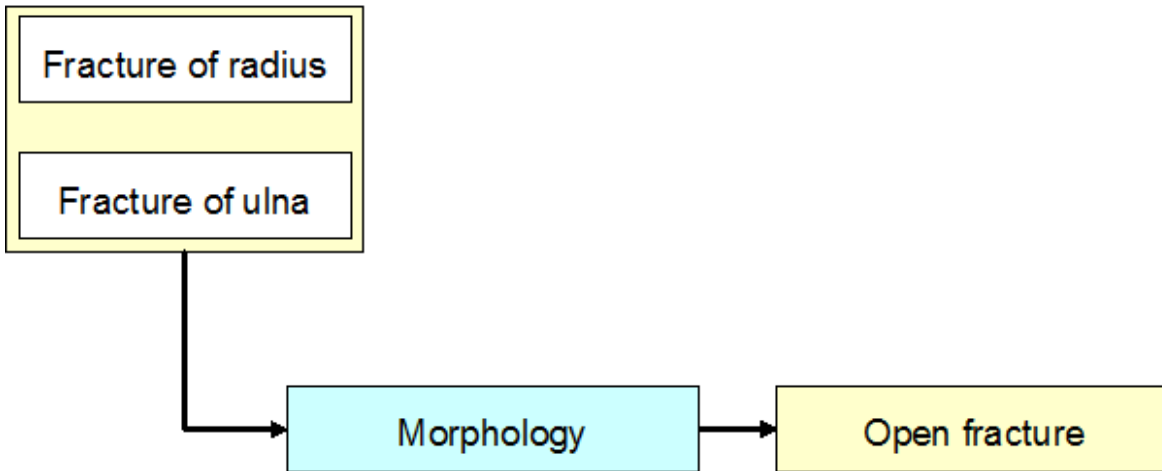 Fracture of radius
Fracture of ulna
Morphology
Open fracture